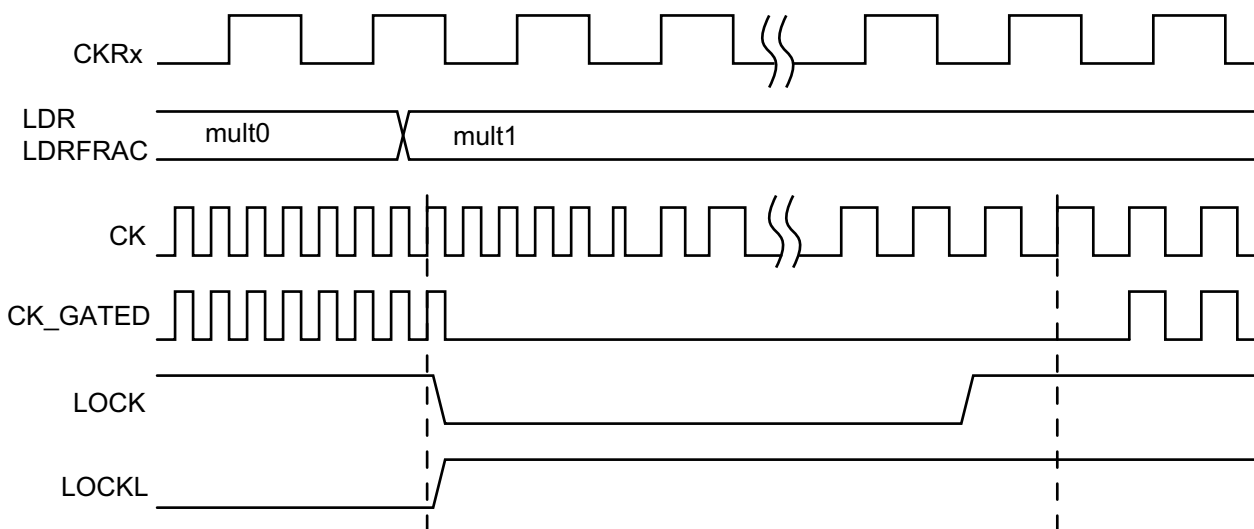 CKRx
LDR
LDRFRAC
mult0
mult1
CK
CK_GATED
LOCK
LOCKL